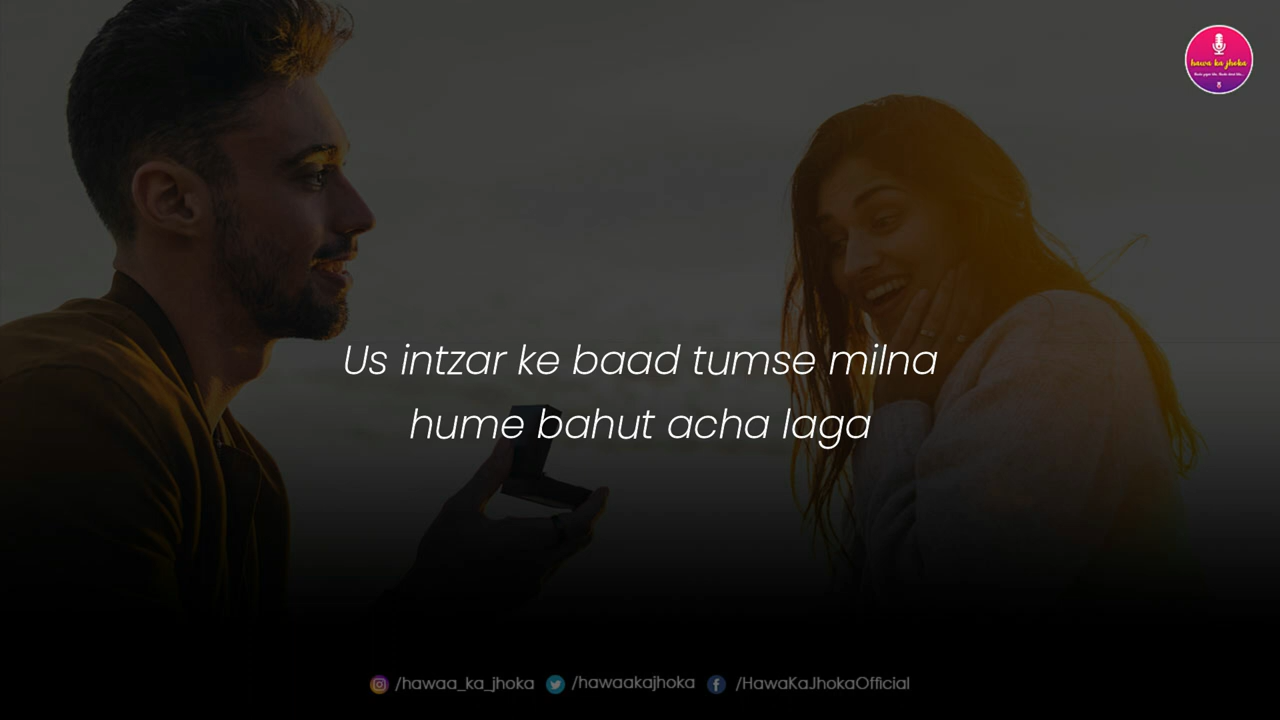 hawa ka jhoka
Us intzar ke baad tumse milna
hume bahut acha laga
/hawaa_ka_jhoka /hawaakajhoka /HawaKaJhokaOfficial